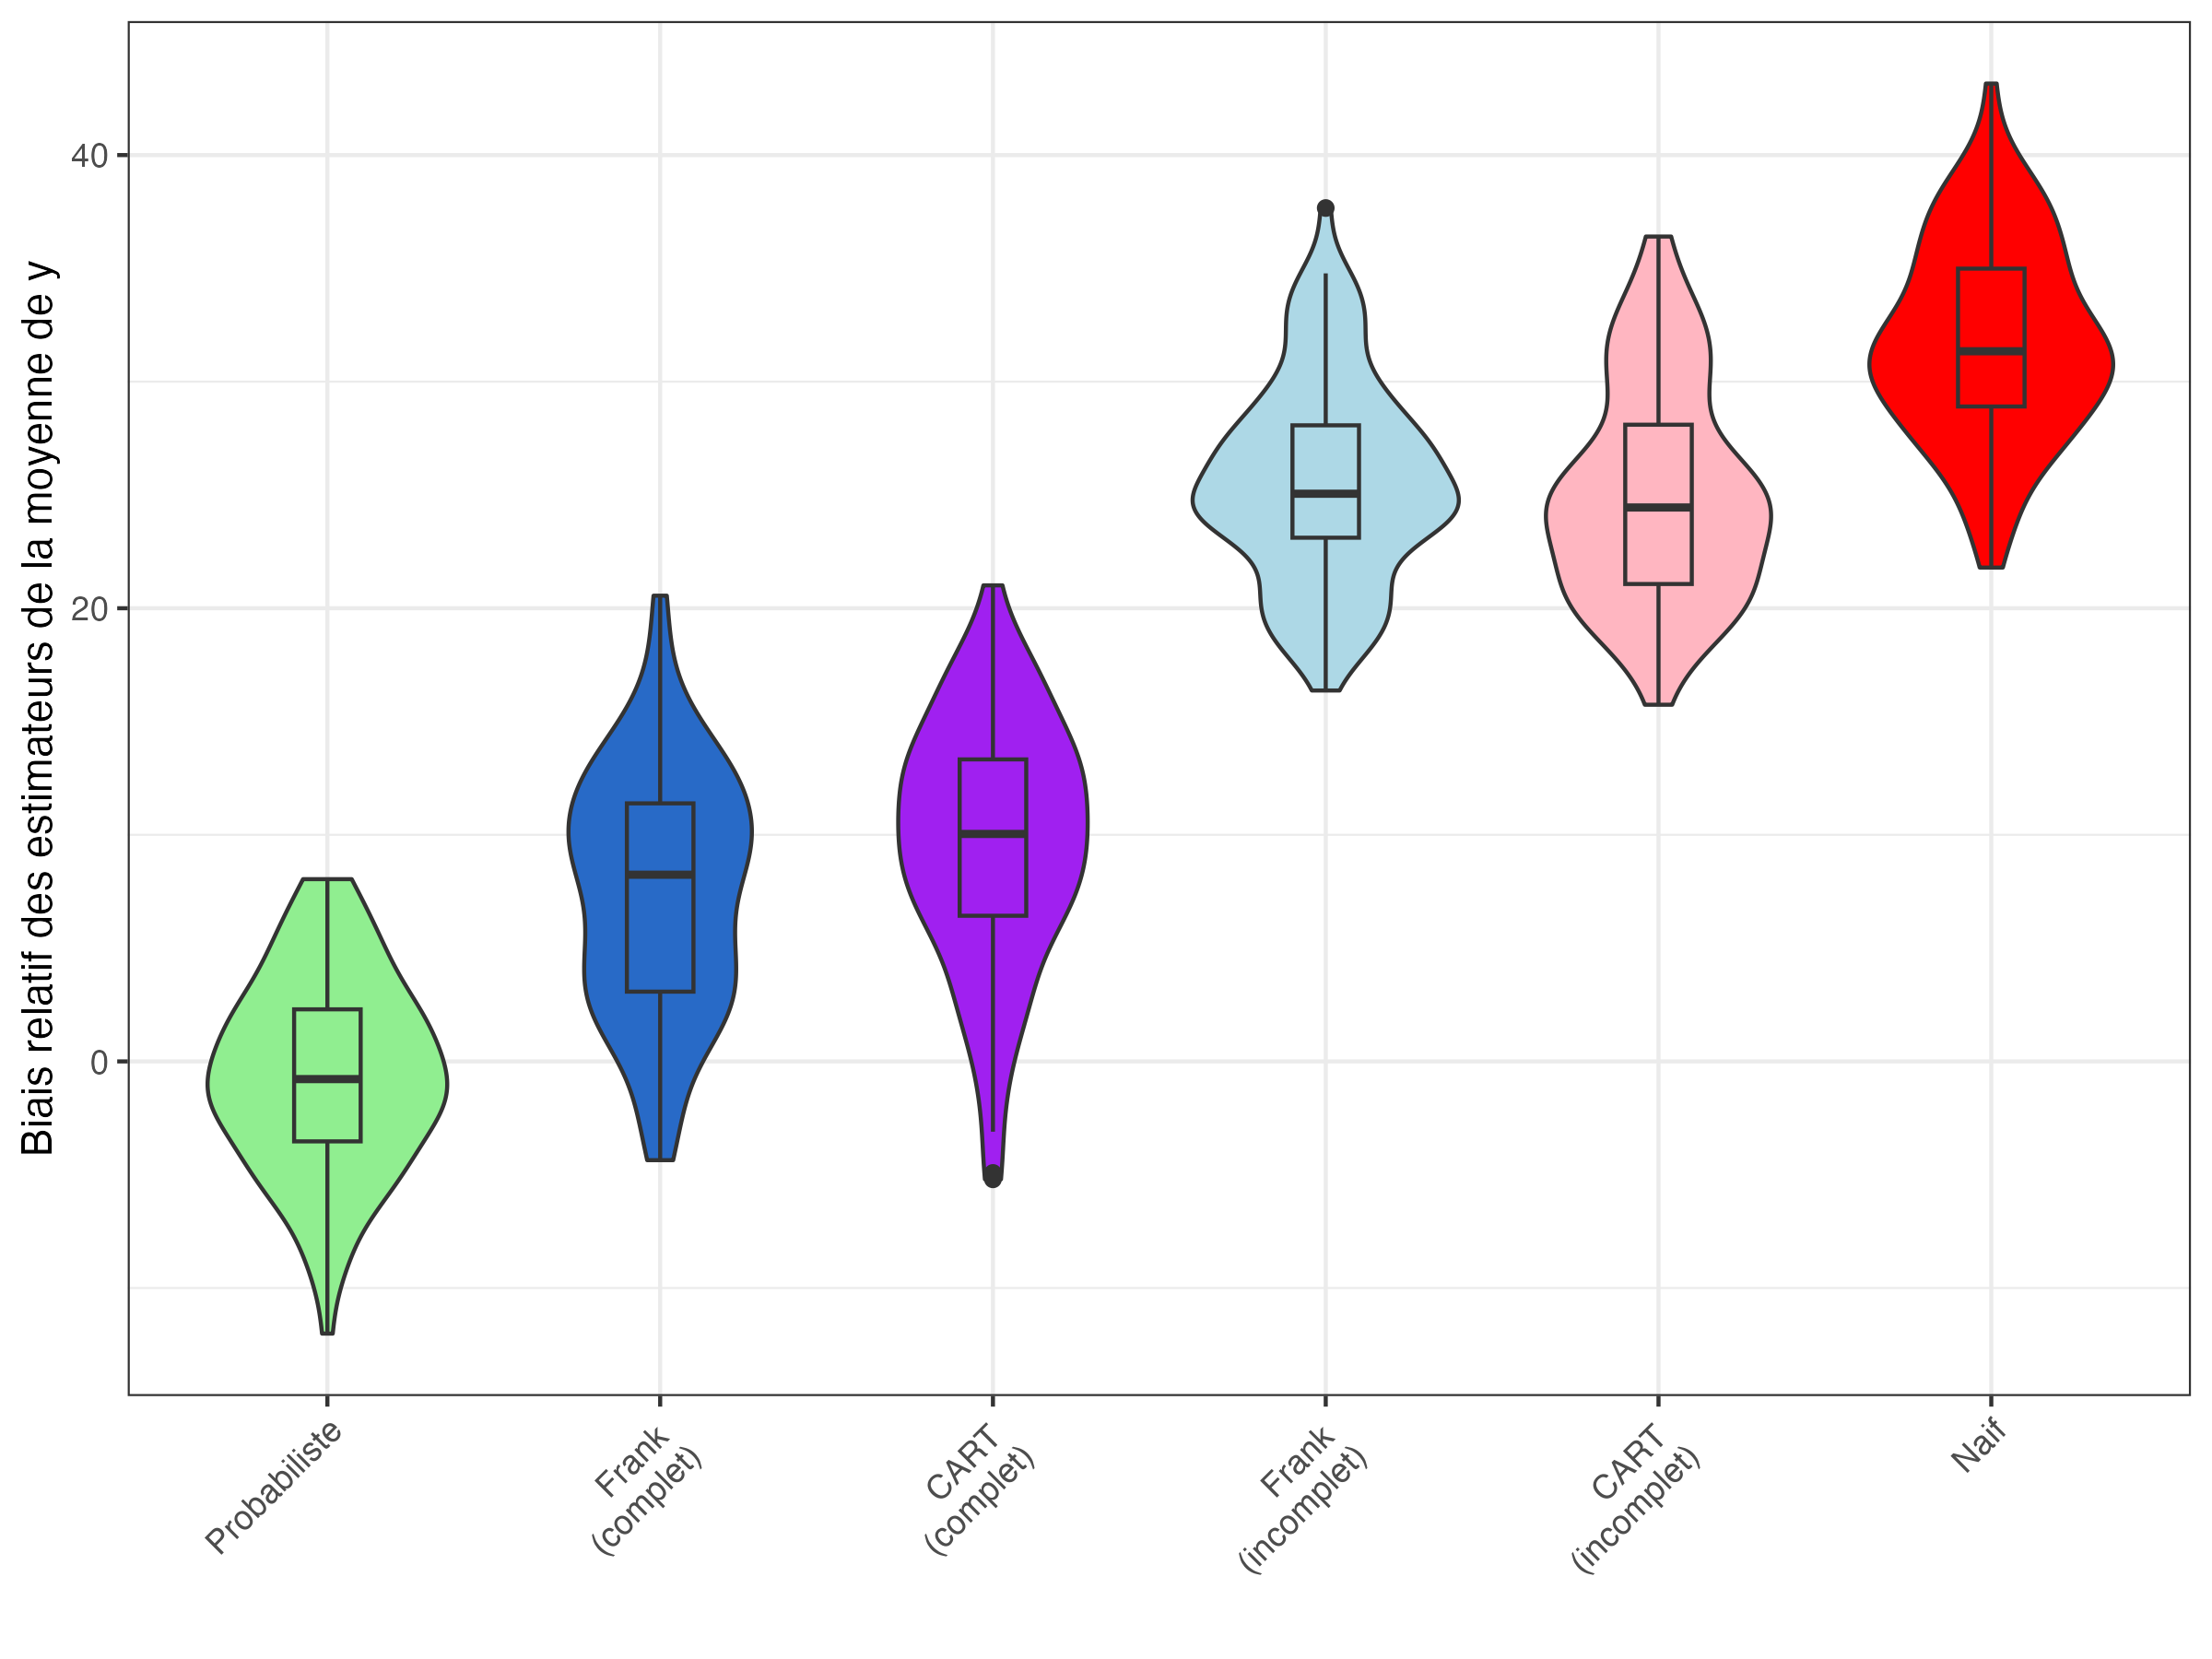 Biais relatif des estimateurs de la moyenne de y
40
20
0
Probabiliste
Frank
(complet)
CART
(complet)
Frank
(incomplet)
CART
(incomplet)
Naif